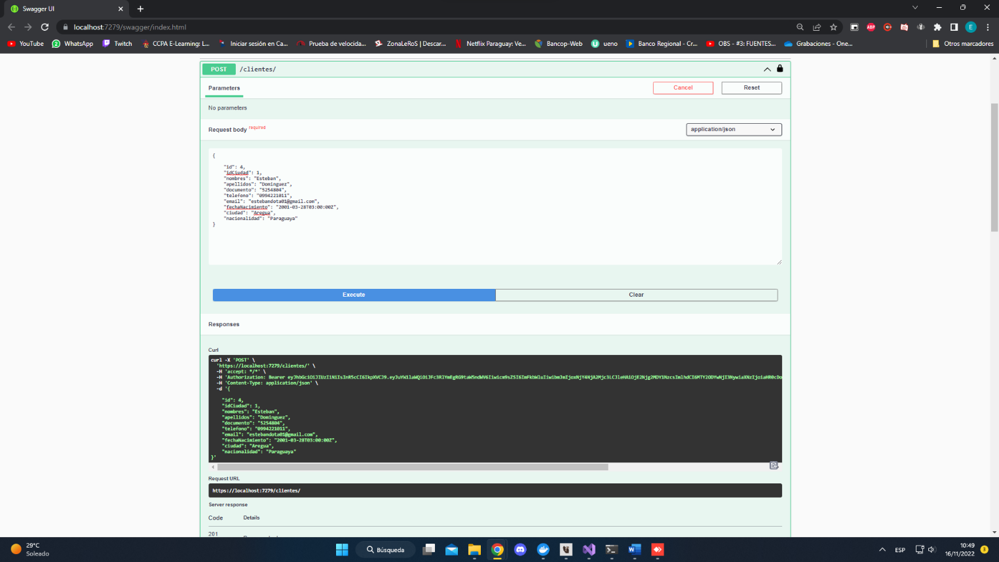 Swagger UI
localhost:7279/swagger/index.html
YouTube
WhatsApp
Twitch
CCPA E-Learning: L...
Iniciar sesión en Ca...
Prueba de velocida...
ZonaLeRoS | Descar...
Netflix Paraguay: Ve...
Bancop-Web
ueno
Banco Regional - Cr...
OBS - #3: FUENTES...
Grabaciones - One...
Otros marcadores
POST /clientes/
Parameters
Cancel
Reset
No parameters
Request body required
application/json
{
"id": 4,
"idCiudad": 1,
"nombres": "Esteban",
"apellidos": "Dominguez",
"documento": "5254804",
"telefono": "0994221011",
"email": "estebandota01@gmail.com",
"fechaNacimiento": "2001-03-28T03:00:00Z",
"ciudad": "Aregua",
"nacionalidad": "Paraguaya"
}
Execute
Clear
Responses
Curl
curl -X 'POST' \
'https://localhost:7279/clientes/' \
-H 'accept: */*' \
-H 'Authorization: Bearer
-H 'Content-Type: application/json' \
-d '{
"id": 4,
"idCiudad": 1,
"nombres": "Esteban",
"apellidos": "Dominguez",
"documento": "5254804",
"telefono": "0994221011",
"email": "estebandota01@gmail.com",
"fechaNacimiento": "2001-03-28T03:00:00Z",
"ciudad": "Aregua",
"nacionalidad": "Paraguaya"
}'
Request URL
https://localhost:7279/clientes/
Server response
Code Details
201
29°C
Soleado
Búsqueda
ESP
10:49
16/11/2022
3